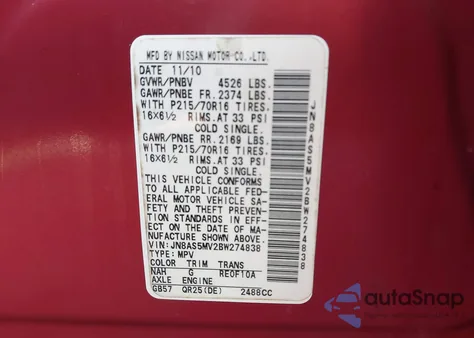 MFD BY NISSAN MOTOR CO.,LTD.
DATE 11/10
GVWR/PNBV 4526 LBS.
GAWR/PNBE FR. 2374 LBS.
WITH P215/70R16 TIRES.
16X6½ RIMS. AT 33 PSI
COLD SINGLE.
GAWR/PNBE RR. 2169 LBS.
WITH P215/70R16 TIRES.
16X6½ RIMS. AT 33 PSI
COLD SINGLE.
THIS VEHICLE CONFORMS
TO ALL APPLICABLE FED-
ERAL MOTOR VEHICLE SA-
FETY AND THEFT PREVEN-
TION STANDARDS IN EFF-
ECT ON THE DATE OF MA-
NUFACTURE SHOWN ABOVE.
VIN:JN8AS5MV2BW274838
TYPE: MPV
COLOR TRIM TRANS
NAH G RE0F10A
AXLE ENGINE
GB57 QR25(DE) 2488CC
JN8AS5MV2BW274838
autoSnap